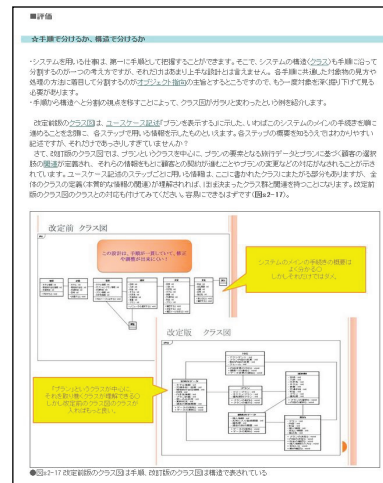 ■評価
☆手順で分けるか、構造で分けるか
・システムを用いる仕事は、第一に手順として把握することができます。そこで、システムの構造(クラス)も手順に沿って
分割するのが一つの考え方ですが、それだけではあまり上手な設計とは言えません。各手順に共通した対象物の見方や
処理の方法に着目して分割するのがオブジェクト指向の主旨とするところですので、もう一度対象を深く掘り下げて見る
必要があります。
・手順から構造へと分割の視点を移すことによって、クラス図がガラリと変わったという例を紹介します。
改定前版のクラス図は、ユースケース記述「プランを表示する」に示した、いわばこのシステムのメインの手続きを順に
進めることを念頭に、各ステップで用いる情報を示したものといえます。各ステップの概要を知るうえではわかりやすい
記述ですが、それだけであっさりしすぎていませんか?
さて、改訂版のクラス図では、プランというクラスを中心に、プランの要素となる旅行データとプランに基づく顧客の選択
肢の関連が定義され、それらの情報をもとに顧客との契約が進むことやプランの変更などの対応がなされることが示さ
れています。ユースケース記述のステップごとに用いる情報は、ここに書かれたクラスにまたがる部分もありますが、全
体のクラスの定義(本質的な情報の関連)が理解されれば、ほぼ決まったクラス群と関連を持つことになります。改定前
版のクラス図のクラスのどれかに対応付けてみてください。容易にできるはずです(図a2-17)。
改定前 クラス図
この設計は、手順が一貫していて、修正
や調整が出来にくい!
システムのメインの手続きの概要は
よく分かる○
しかしそれだけではダメ。
改定版 クラス図
「プラン」というクラスが中心に、
それを取り巻くクラスが理解できる○
しかし改定前のクラス図のクラスが
入ればもっと良い。
●図a2-17 改定前版のクラス図は手順、改訂版のクラス図は構造で表されている